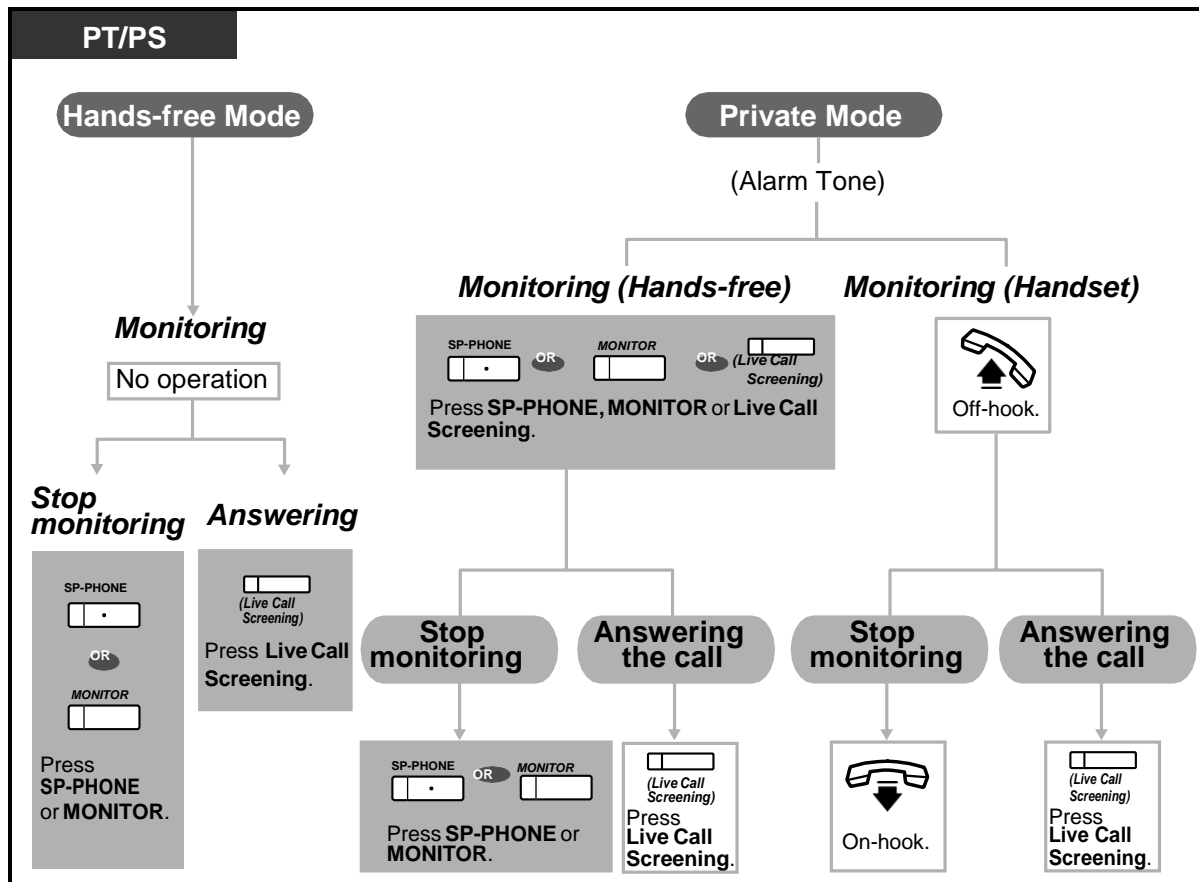 PT/PS
Hands-free Mode
Private Mode
(Alarm Tone)
Monitoring
No operation
Stop
monitoring
SP-PHONE
OR
MONITOR
Press
SP-PHONE
or MONITOR.
Answering
(Live Call
Screening)
Press Live Call
Screening.
Monitoring (Hands-free)
SP-PHONE
OR
MONITOR
OR
(Live Call
Screening)
Press SP-PHONE, MONITOR or Live Call
Screening.
Stop
monitoring
SP-PHONE
OR
MONITOR
Press SP-PHONE or
MONITOR.
Answering
the call
(Live Call
Screening)
Press
Live Call
Screening.
Monitoring (Handset)
Off-hook.
Stop
monitoring
On-hook.
Answering
the call
(Live Call
Screening)
Press
Live Call
Screening.